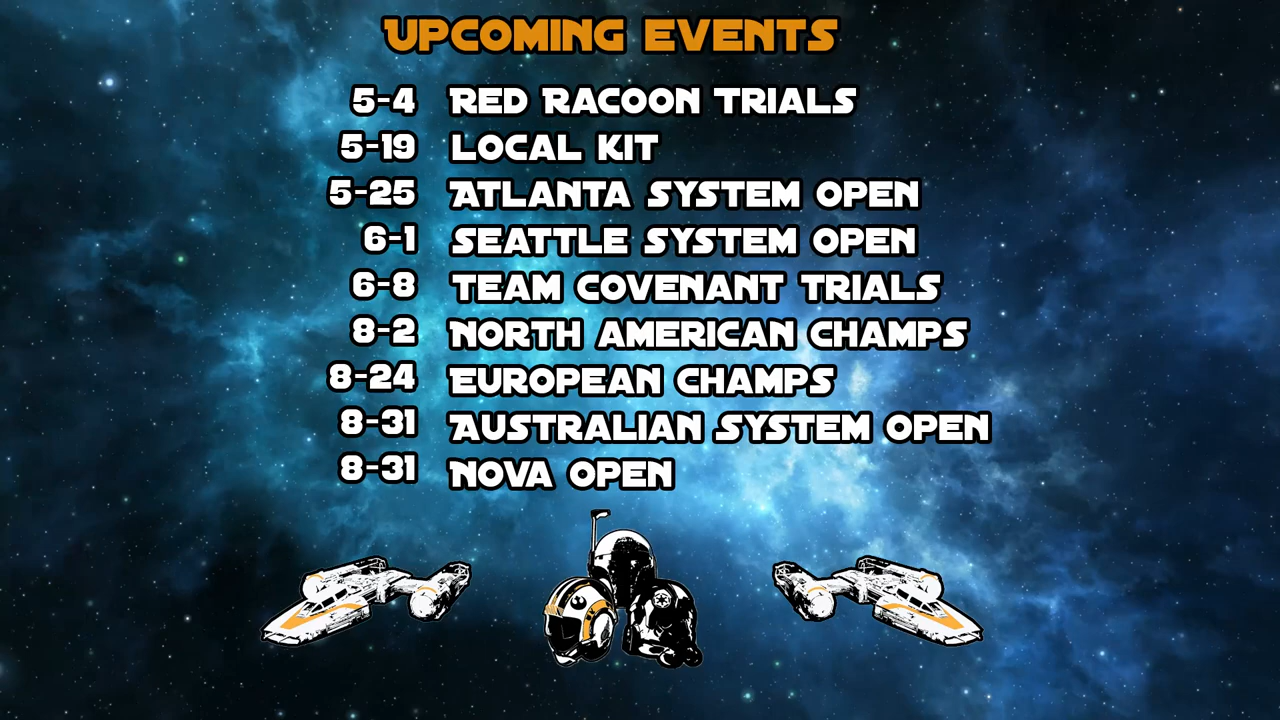 UPCOMING EVENTS
5-4 RED RACOON TRIALS
5-19 LOCAL KIT
5-25 ATLANTA SYSTEM OPEN
6-1 SEATTLE SYSTEM OPEN
6-8 TEAM COVENANT TRIALS
8-2 NORTH AMERICAN CHAMPS
8-24 EUROPEAN CHAMPS
8-31 AUSTRALIAN SYSTEM OPEN
8-31 NOVA OPEN